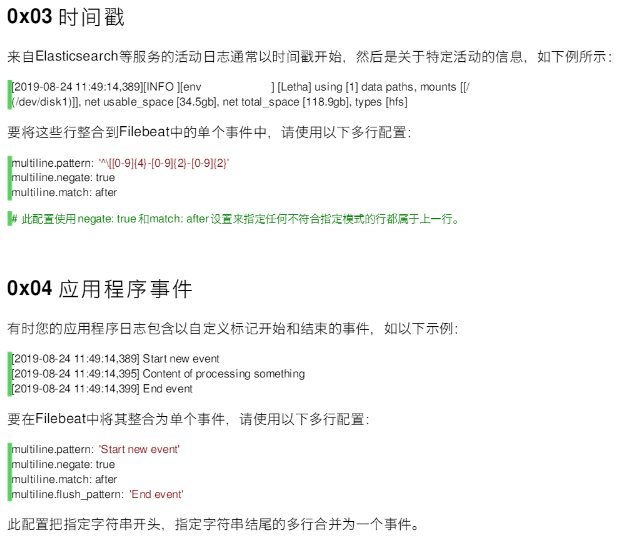 0x03 时间戳
来自Elasticsearch等服务的活动日志通常以时间戳开始，然后是关于特定活动的信息，如下例所示：
[2019-08-24 11:49:14,389][INFO ][env                      ] [Letha] using [1] data paths, mounts [[/
(/dev/disk1)]], net usable_space [34.5gb], net total_space [118.9gb], types [hfs]
要将这些行整合到Filebeat中的单个事件中，请使用以下多行配置：
multiline.pattern: '^\[[0-9]{4}-[0-9]{2}-[0-9]{2}'
multiline.negate: true
multiline.match: after
# 此配置使用negate: true和match: after设置来指定任何不符合指定模式的行都属于上一行。
0x04 应用程序事件
有时您的应用程序日志包含以自定义标记开始和结束的事件，如以下示例：
[2019-08-24 11:49:14,389] Start new event
[2019-08-24 11:49:14,395] Content of processing something
[2019-08-24 11:49:14,399] End event
要在Filebeat中将其整合为单个事件，请使用以下多行配置：
multiline.pattern: 'Start new event'
multiline.negate: true
multiline.match: after
multiline.flush_pattern: 'End event'
此配置把指定字符串开头，指定字符串结尾的多行合并为一个事件。